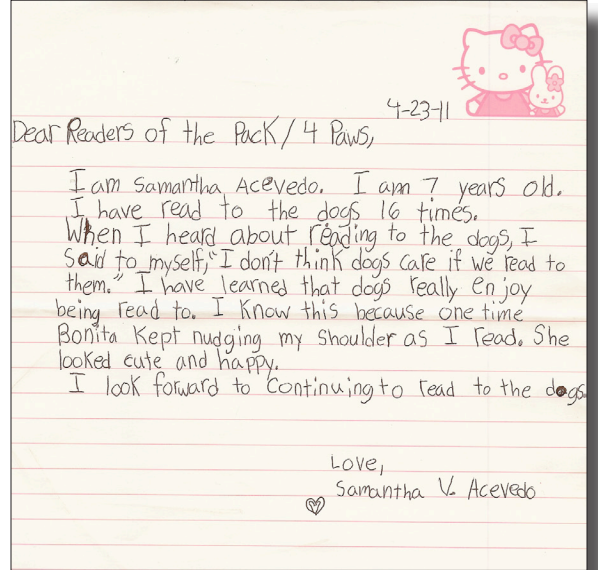 4-23-11
Dear Readers of the Pack/4 Paws,
I am Samantha Acevedo. I am 7 years old.
I have read to the dogs 16 times.
When I heard about reading to the dogs, I
said to myself, "I don't think dogs care if we read to
them." I have learned that dogs really enjoy
being read to. I Know this because one time
Bonita Kept nudging my shoulder as I read. She
looked cute and happy.
I look forward to continuing to read to the dogs.
Love,
Samantha V. Acevedo